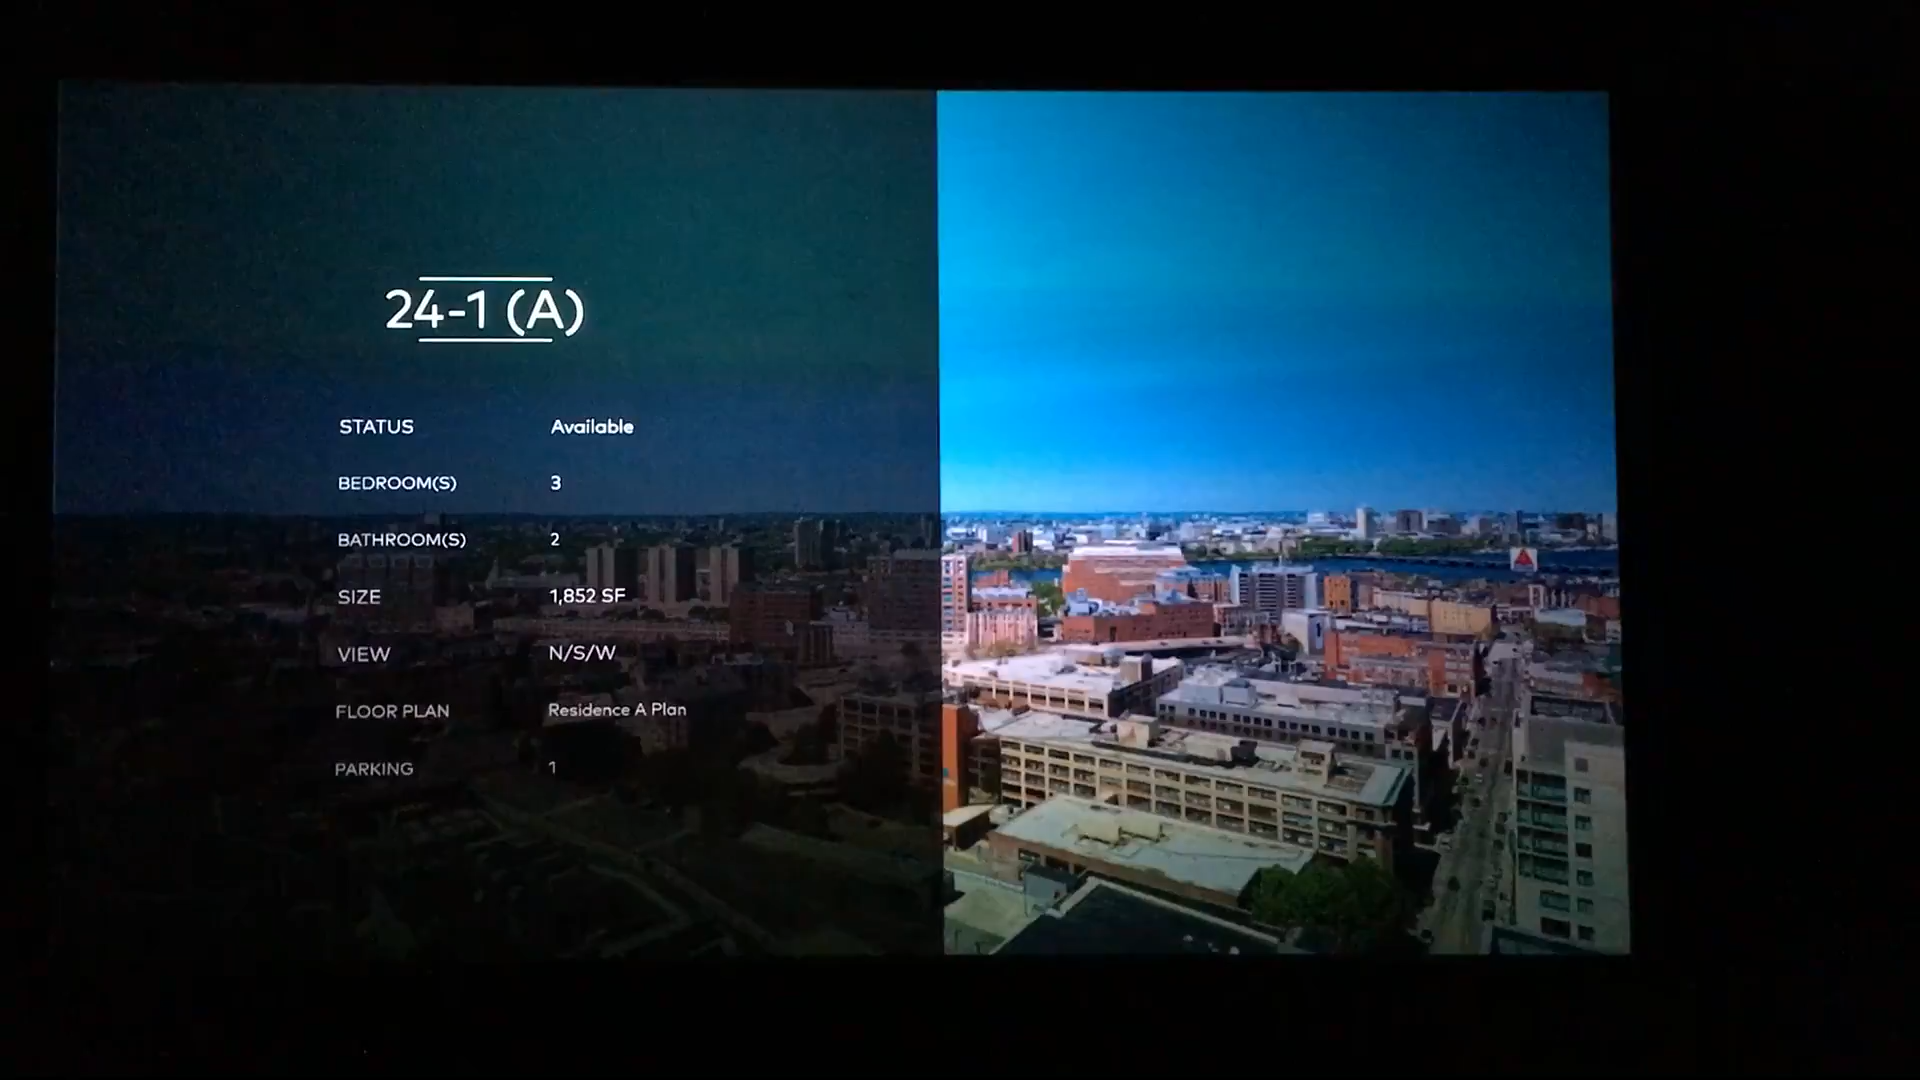 24-1 (A)
STATUS Available
BEDROOM(S) 3
BATHROOM(S) 2
SIZE 1,852 SF
VIEW N/S/W
FLOOR PLAN Residence A Plan
PARKING 1